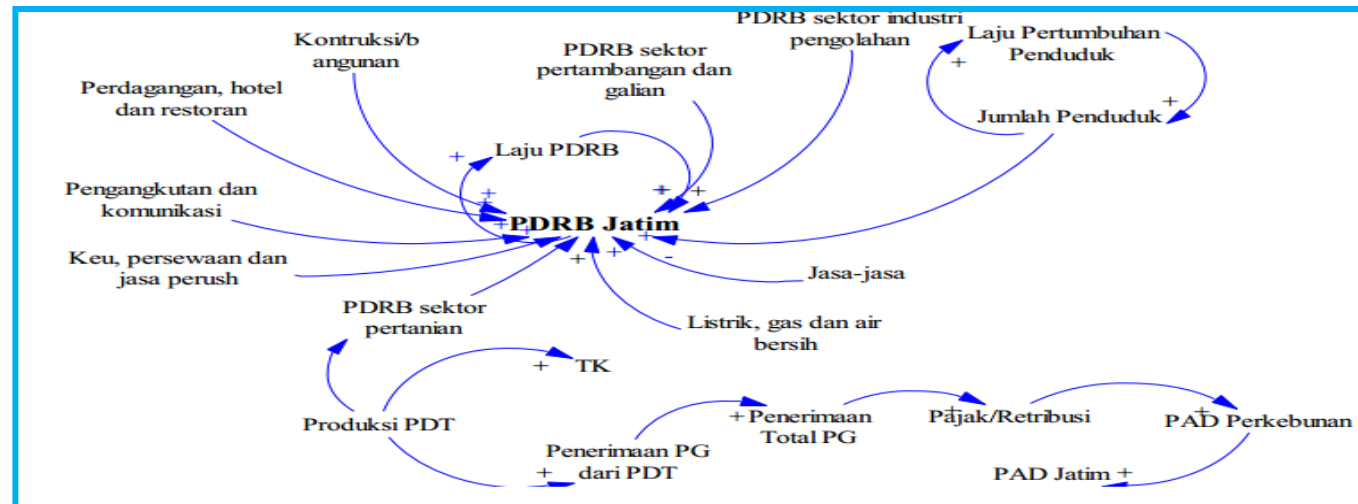 PDRB sektor industri
pengolahan
Laju Pertumbuhan
Penduduk
+
Kontruksi/b
angunan
PDRB sektor
pertambangan dan
galian
Perdagangan, hotel
dan restoran
+
Jumlah Penduduk
+
Laju PDRB
Pengangkutan dan
komunikasi
+
+
+
+
+
PDRB Jatim
+
+
+
+
+
-
Keu, persewaan dan
jasa perush
Jasa-jasa
PDRB sektor
pertanian
Listrik, gas dan air
bersih
+ TK
Produksi PDT
+ Penerimaan
Total PG
+
Pajak/Retribusi
+
PAD Perkebunan
Penerimaan PG
+ dari PDT
PAD Jatim +